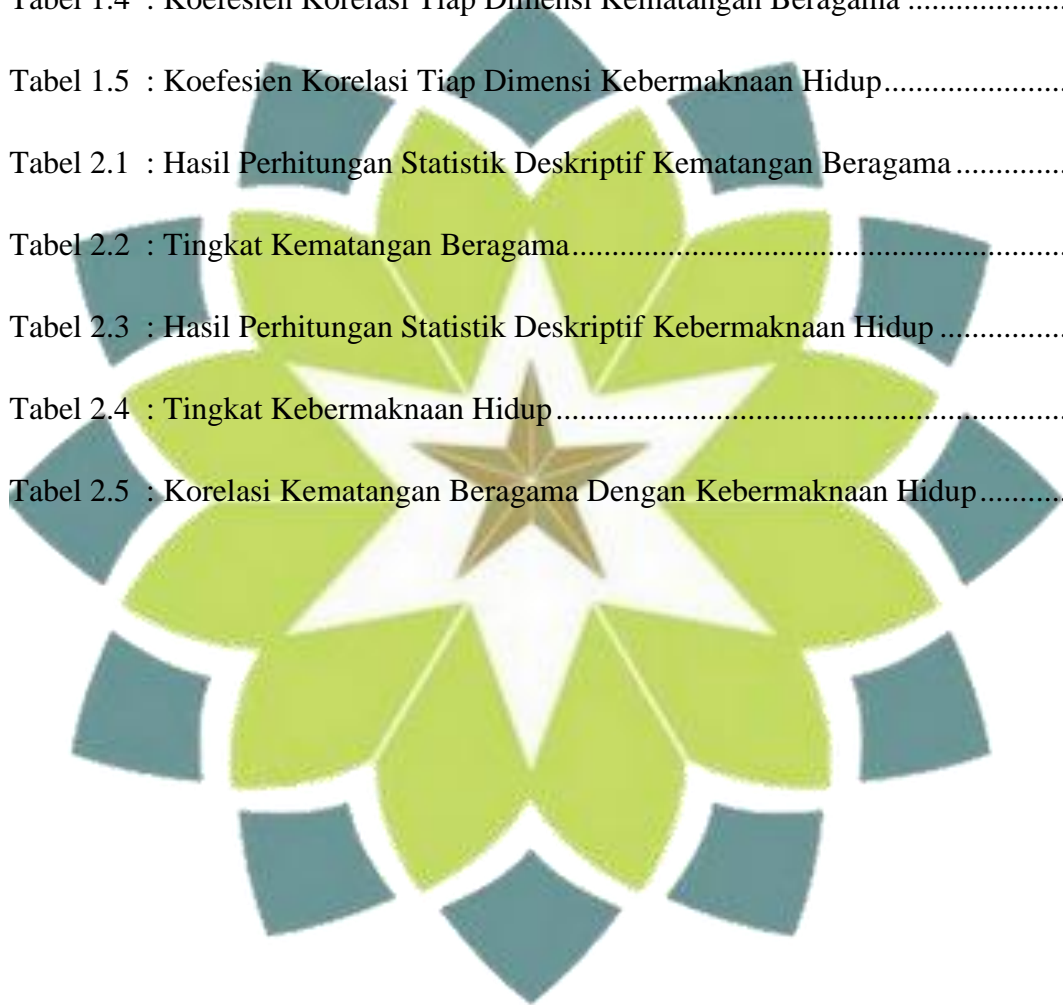 Tabel 1.4 : Koefesien Korelasi Tiap Dimensi Kematangan Beragama ....................
Tabel 1.5 : Koefesien Korelasi Tiap Dimensi Kebermaknaan Hidup.......................
Tabel 2.1 : Hasil Perhitungan Statistik Deskriptif Kematangan Beragama ..............
Tabel 2.2 : Tingkat Kematangan Beragama..............................................................
Tabel 2.3 : Hasil Perhitungan Statistik Deskriptif Kebermaknaan Hidup ................
Tabel 2.4 : Tingkat Kebermaknaan Hidup................................................................
Tabel 2.5 : Korelasi Kematangan Beragama Dengan Kebermaknaan Hidup...........